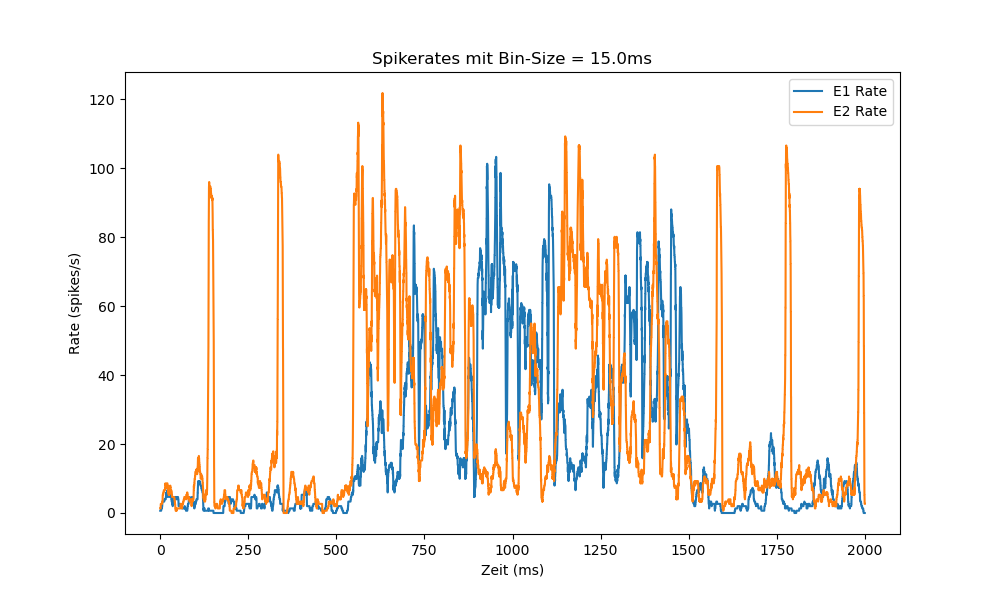 Spikerates mit Bin-Size = 15.0ms
E1 Rate
E2 Rate
Rate (spikes/s)
120
100
80
60
40
20
0
0 250 500 750 1000 1250 1500 1750 2000
Zeit (ms)